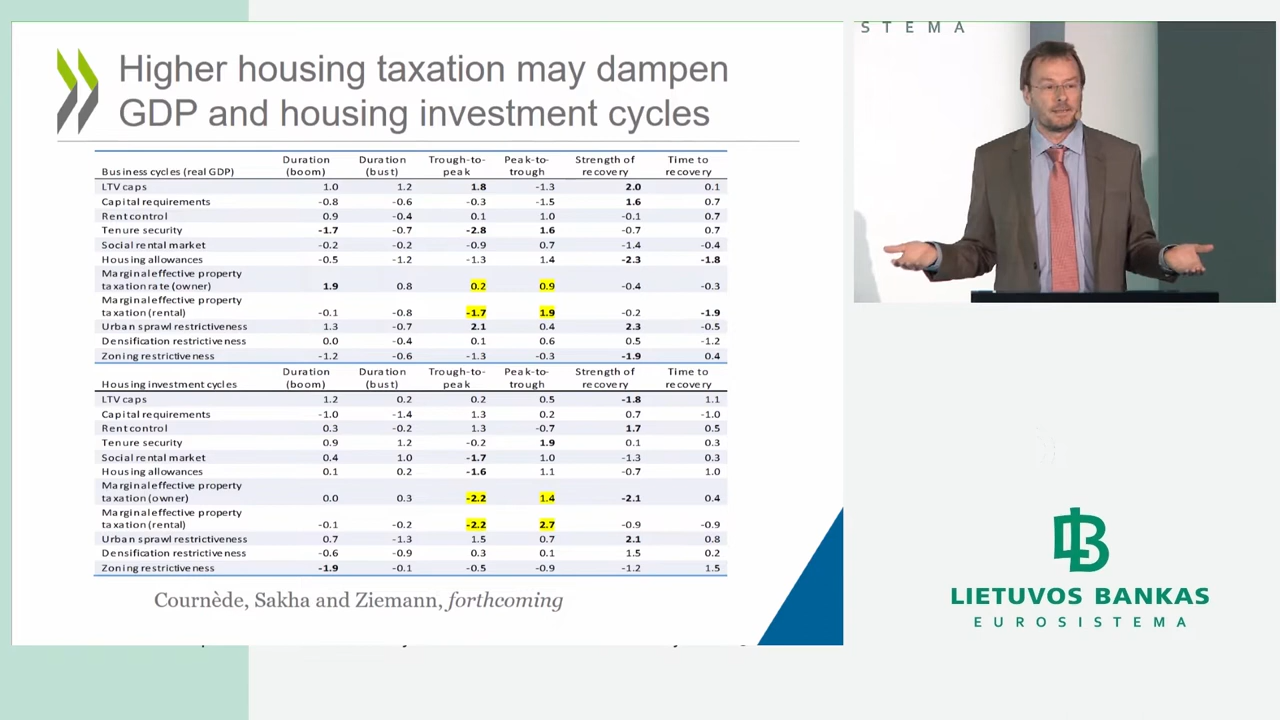 Higher housing taxation may dampen
GDP and housing investment cycles
Duration Duration Trough-to- Peak-to- Strength of Time to
Business cycles (real GDP) (boom) (bust) peak trough recovery recovery
LTV caps 1.0 1.2 1.8 -1.3 2.0 0.1
Capital requirements -0.8 -0.6 -0.3 -1.5 1.6 0.7
Rent control 0.9 -0.4 0.1 1.0 -0.1 0.7
Tenure security -1.7 -0.7 -2.8 1.6 -0.7 0.7
Social rental market -0.2 -0.2 -0.9 0.7 -1.4 -0.4
Housing allowances -0.5 -1.2 -1.3 1.4 -2.3 -1.8
Marginal effective property
taxation rate (owner) 1.9 0.8 0.2 0.9 -0.4 -0.3
Marginal effective property
taxation (rental) -0.1 -0.8 -1.7 1.9 -0.2 -1.9
Urban sprawl restrictiveness 1.3 -0.7 2.1 0.4 2.3 -0.5
Densification restrictiveness 0.0 -0.4 0.1 0.6 0.5 -1.2
Zoning restrictiveness -1.2 -0.6 -1.3 -0.3 -1.9 0.4
Duration Duration Trough-to- Peak-to- Strength of Time to
Housing investment cycles (boom) (bust) peak trough recovery recovery
LTV caps 1.2 0.2 0.2 0.5 -1.8 1.1
Capital requirements -1.0 -1.4 1.3 0.2 0.7 -1.0
Rent control 0.3 -0.2 1.3 -0.7 1.7 0.5
Tenure security 0.9 1.2 -0.2 1.9 0.1 0.3
Social rental market 0.4 1.0 -1.7 1.0 -1.3 0.3
Housing allowances 0.1 0.2 -1.6 1.1 -0.7 1.0
Marginal effective property
taxation (owner) 0.0 0.3 -2.2 1.4 -2.1 0.4
Marginal effective property
taxation (rental) -0.1 -0.2 -2.2 2.7 -0.9 -0.9
Urban sprawl restrictiveness 0.7 -1.3 1.5 0.7 2.1 0.8
Densification restrictiveness -0.6 -0.9 0.3 0.1 1.5 0.2
Zoning restrictiveness -1.9 -0.1 -0.5 -0.9 -1.2 1.5
Cournède, Sakha and Ziemann, forthcoming
STEMA
LIETUVOS BANKAS
EUROSISTEMA